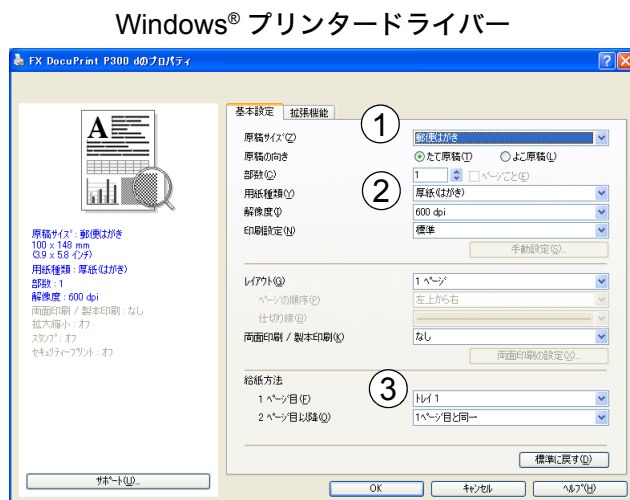 Windows® プリンタードライバー
FX DocuPrint P300 dのプロパティ
基本設定 拡張機能
①
原稿サイズ(Z) 郵便はがき
原稿の向き たて原稿(T) よこ原稿(L)
部数(C) 1 ページごと(E)
②
用紙種類(Y) 厚紙(はがき)
解像度(I) 600 dpi
印刷設定(N) 標準
手動設定(S)...
レイアウト(G) 1 ページ
ページの順序(P) 左上から右
仕切り線(B)
両面印刷 / 製本印刷(K) なし
両面印刷の設定(X)...
給紙方法
③
1 ページ目(F) トレイ 1
2 ページ目以降(O) 1ページ目と同一
標準に戻す(D)
A
原稿サイズ : 郵便はがき
100 x 148 mm
(3.9 x 5.8 インチ)
用紙種類 : 厚紙(はがき)
部数 : 1
解像度 : 600 dpi
両面印刷 / 製本印刷 : なし
拡大縮小 : オフ
スタンプ : オフ
セキュリティープリント : オフ
サポート(U)...
OK キャンセル ヘルプ(H)